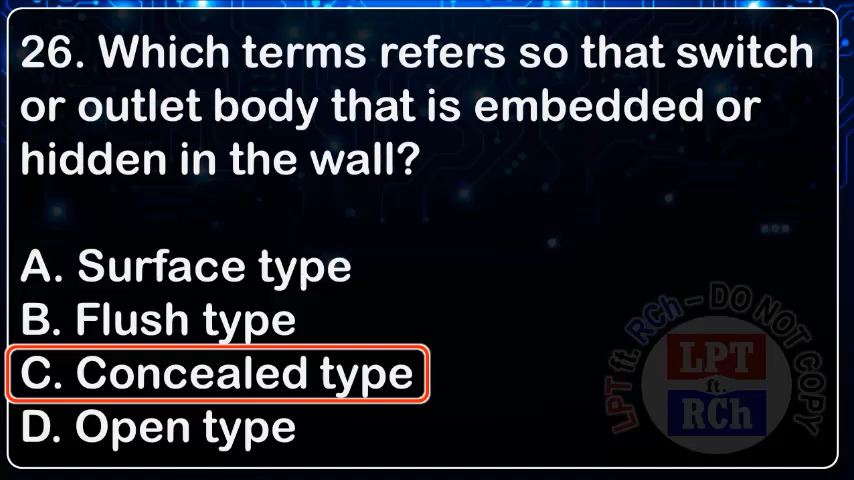 26. Which terms refers so that switch
or outlet body that is embedded or
hidden in the wall?
A. Surface type
B. Flush type
C. Concealed type
D. Open type
LPT ft. RCh – DO NOT COPY
LPT
ft.
RCh